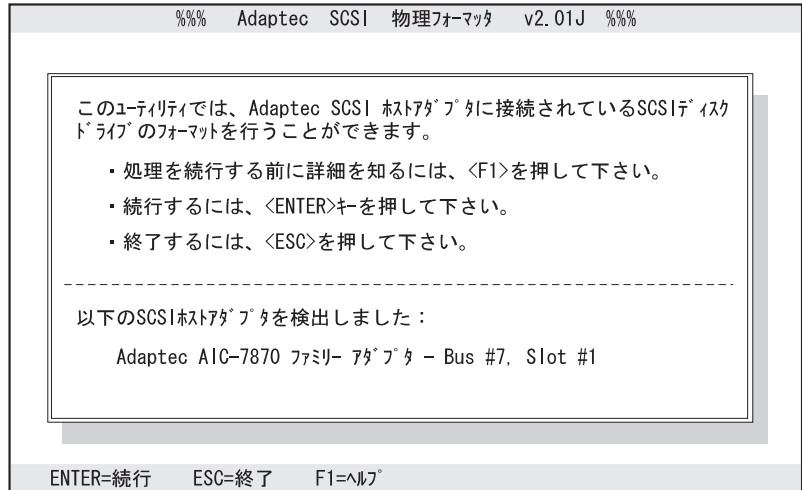 %%% Adaptec SCSI 物理ﾌｫｰﾏｯﾀ v2.01J %%%
このﾕｰﾃｨﾘﾃｨでは、Adaptec SCSI ﾎｽﾄｱﾀﾞﾌﾟﾀに接続されているSCSIﾃﾞｨｽｸ
ﾄﾞﾗｲﾌﾞのﾌｫｰﾏｯﾄを行うことができます。
・処理を続行する前に詳細を知るには、<F1>を押して下さい。
・続行するには、<ENTER>ｷｰを押して下さい。
・終了するには、<ESC>を押して下さい。
以下のSCSIﾎｽﾄｱﾀﾞﾌﾟﾀを検出しました：
Adaptec AIC-7870 ﾌｧﾐﾘｰ ｱﾀﾞﾌﾟﾀ - Bus #7, Slot #1
ENTER=続行 ESC=終了 F1=ﾍﾙﾌﾟ